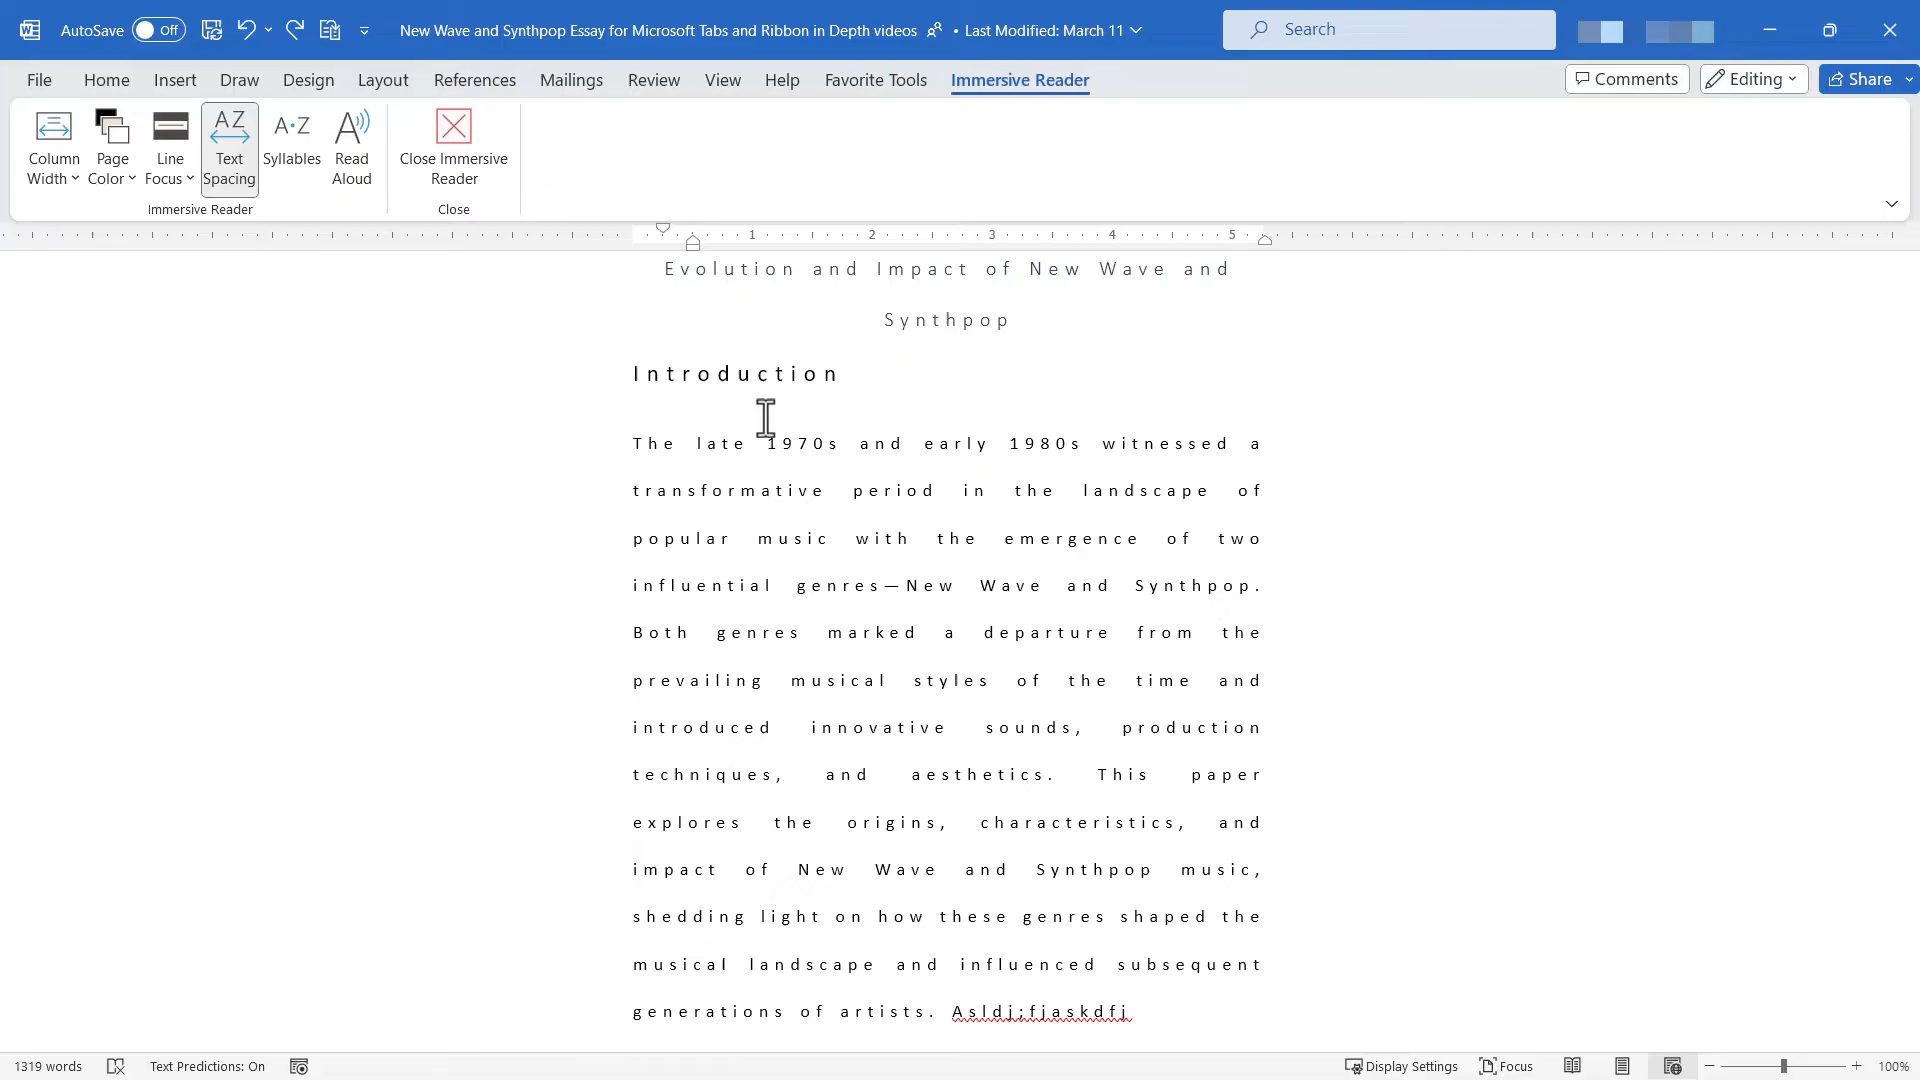 AutoSave Off New Wave and Synthpop Essay for Microsoft Tabs and Ribbon in Depth videos • Last Modified: March 11 Search
File Home Insert Draw Design Layout References Mailings Review View Help Favorite Tools Immersive Reader Comments Editing Share
Column Width
Page Color
Line Focus
AZ Text Spacing
A·Z Syllables
A Read Aloud
Close Immersive Reader
Immersive Reader Close
1 2 3 4 5
Evolution and Impact of New Wave and
Synthpop
Introduction
The late 1970s and early 1980s witnessed a
transformative period in the landscape of
popular music with the emergence of two
influential genres—New Wave and Synthpop.
Both genres marked a departure from the
prevailing musical styles of the time and
introduced innovative sounds, production
techniques, and aesthetics. This paper
explores the origins, characteristics, and
impact of New Wave and Synthpop music,
shedding light on how these genres shaped the
musical landscape and influenced subsequent
generations of artists. Asldj;fjaskdfj
1319 words Text Predictions: On Display Settings Focus 100%